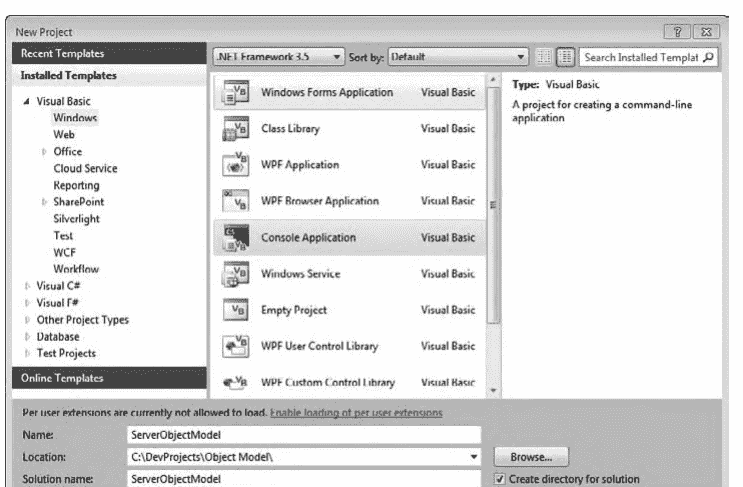 New Project
Recent Templates
Installed Templates
Visual Basic
Windows
Web
Office
Cloud Service
Reporting
SharePoint
Silverlight
Test
WCF
Workflow
Visual C#
Visual F#
Other Project Types
Database
Test Projects
Online Templates
.NET Framework 3.5 Sort by: Default Search Installed Templat
Windows Forms Application Visual Basic
Class Library Visual Basic
WPF Application Visual Basic
WPF Browser Application Visual Basic
Console Application Visual Basic
Windows Service Visual Basic
Empty Project Visual Basic
WPF User Control Library Visual Basic
WPF Custom Control Library Visual Basic
Type: Visual Basic
A project for creating a command-line
application
Per user extensions are currently not allowed to load. Enable loading of per user extensions
Name: ServerObjectModel
Location: C:\DevProjects\Object Model\ Browse...
Solution name: ServerObjectModel Create directory for solution